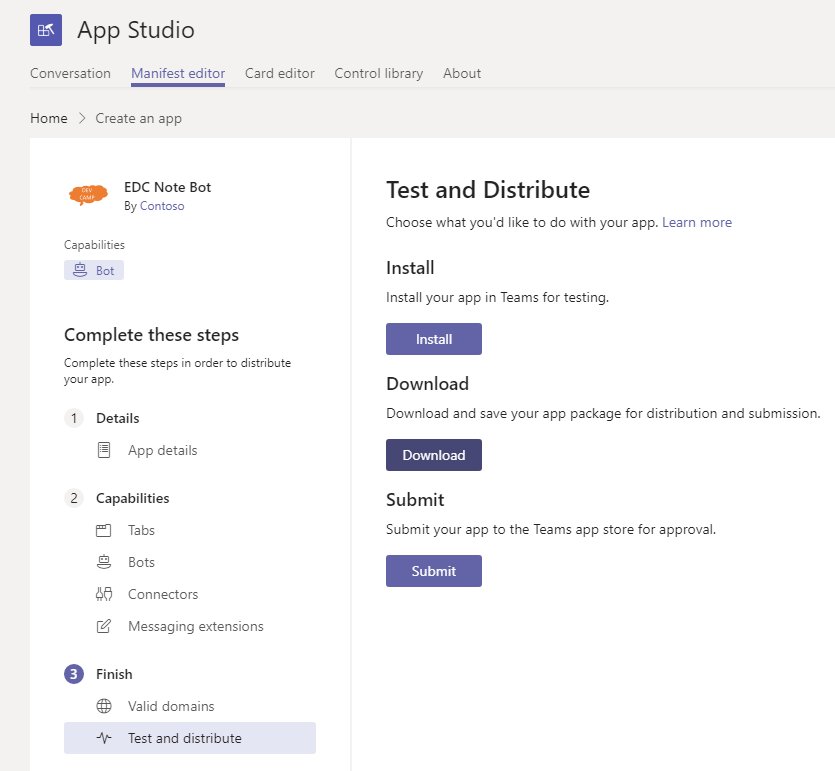 App Studio
Conversation Manifest editor Card editor Control library About
Home > Create an app
DEV
CAMP
EDC Note Bot
By Contoso
Capabilities
Bot
Complete these steps
Complete these steps in order to distribute
your app.
1 Details
App details
2 Capabilities
Tabs
Bots
Connectors
Messaging extensions
3 Finish
Valid domains
Test and distribute
Test and Distribute
Choose what you'd like to do with your app. Learn more
Install
Install your app in Teams for testing.
Install
Download
Download and save your app package for distribution and submission.
Download
Submit
Submit your app to the Teams app store for approval.
Submit